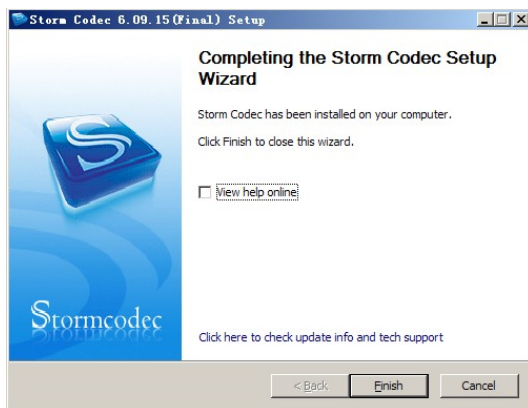 Storm Codec 6.09.15(Final) Setup
Completing the Storm Codec Setup
Wizard
Storm Codec has been installed on your computer.
Click Finish to close this wizard.
View help online
S
Stormcodec
Click here to check update info and tech support
< Back
Finish
Cancel